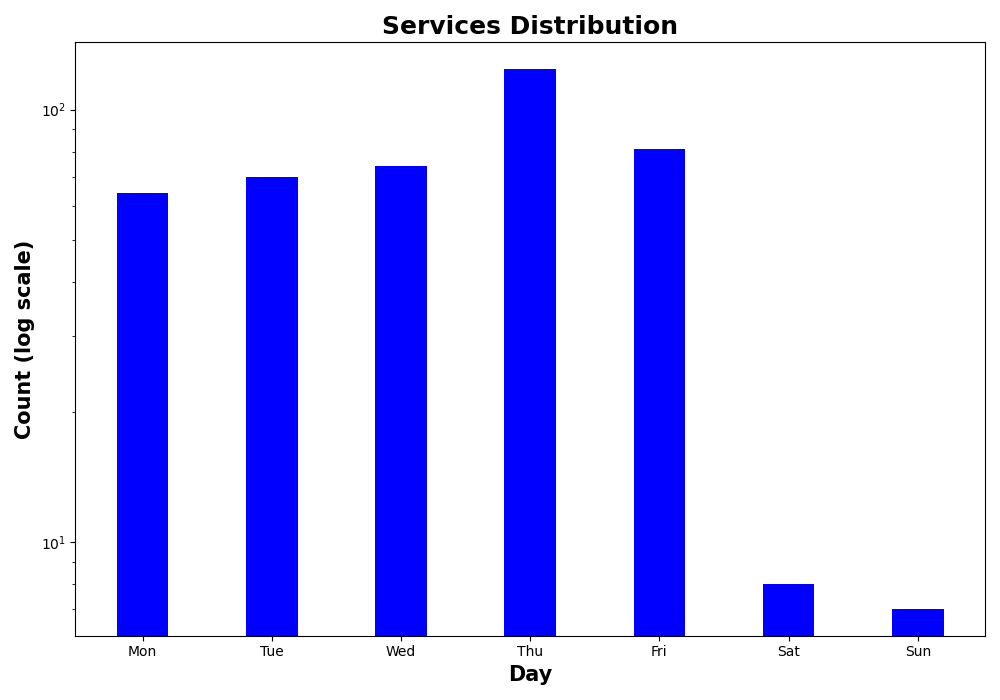 Services Distribution
Count (log scale)
10²
10¹
Mon Tue Wed Thu Fri Sat Sun
Day